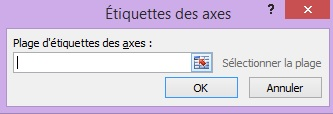 Étiquettes des axes
?
Plage d'étiquettes des axes :
Sélectionner la plage
OK
Annuler